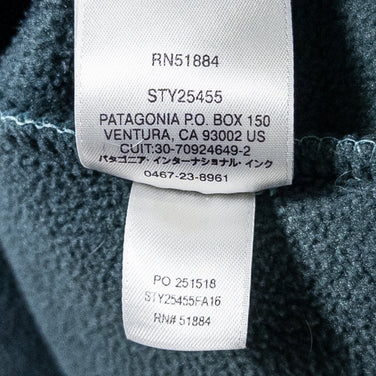 RN51884
STY25455
PATAGONIA P.O. BOX 150
VENTURA, CA 93002 US
CUIT:30-70924649-2
パタゴニア・インターナショナル・インク
0467-23-8961
PO 251518
STY25455FA16
RN# 51884